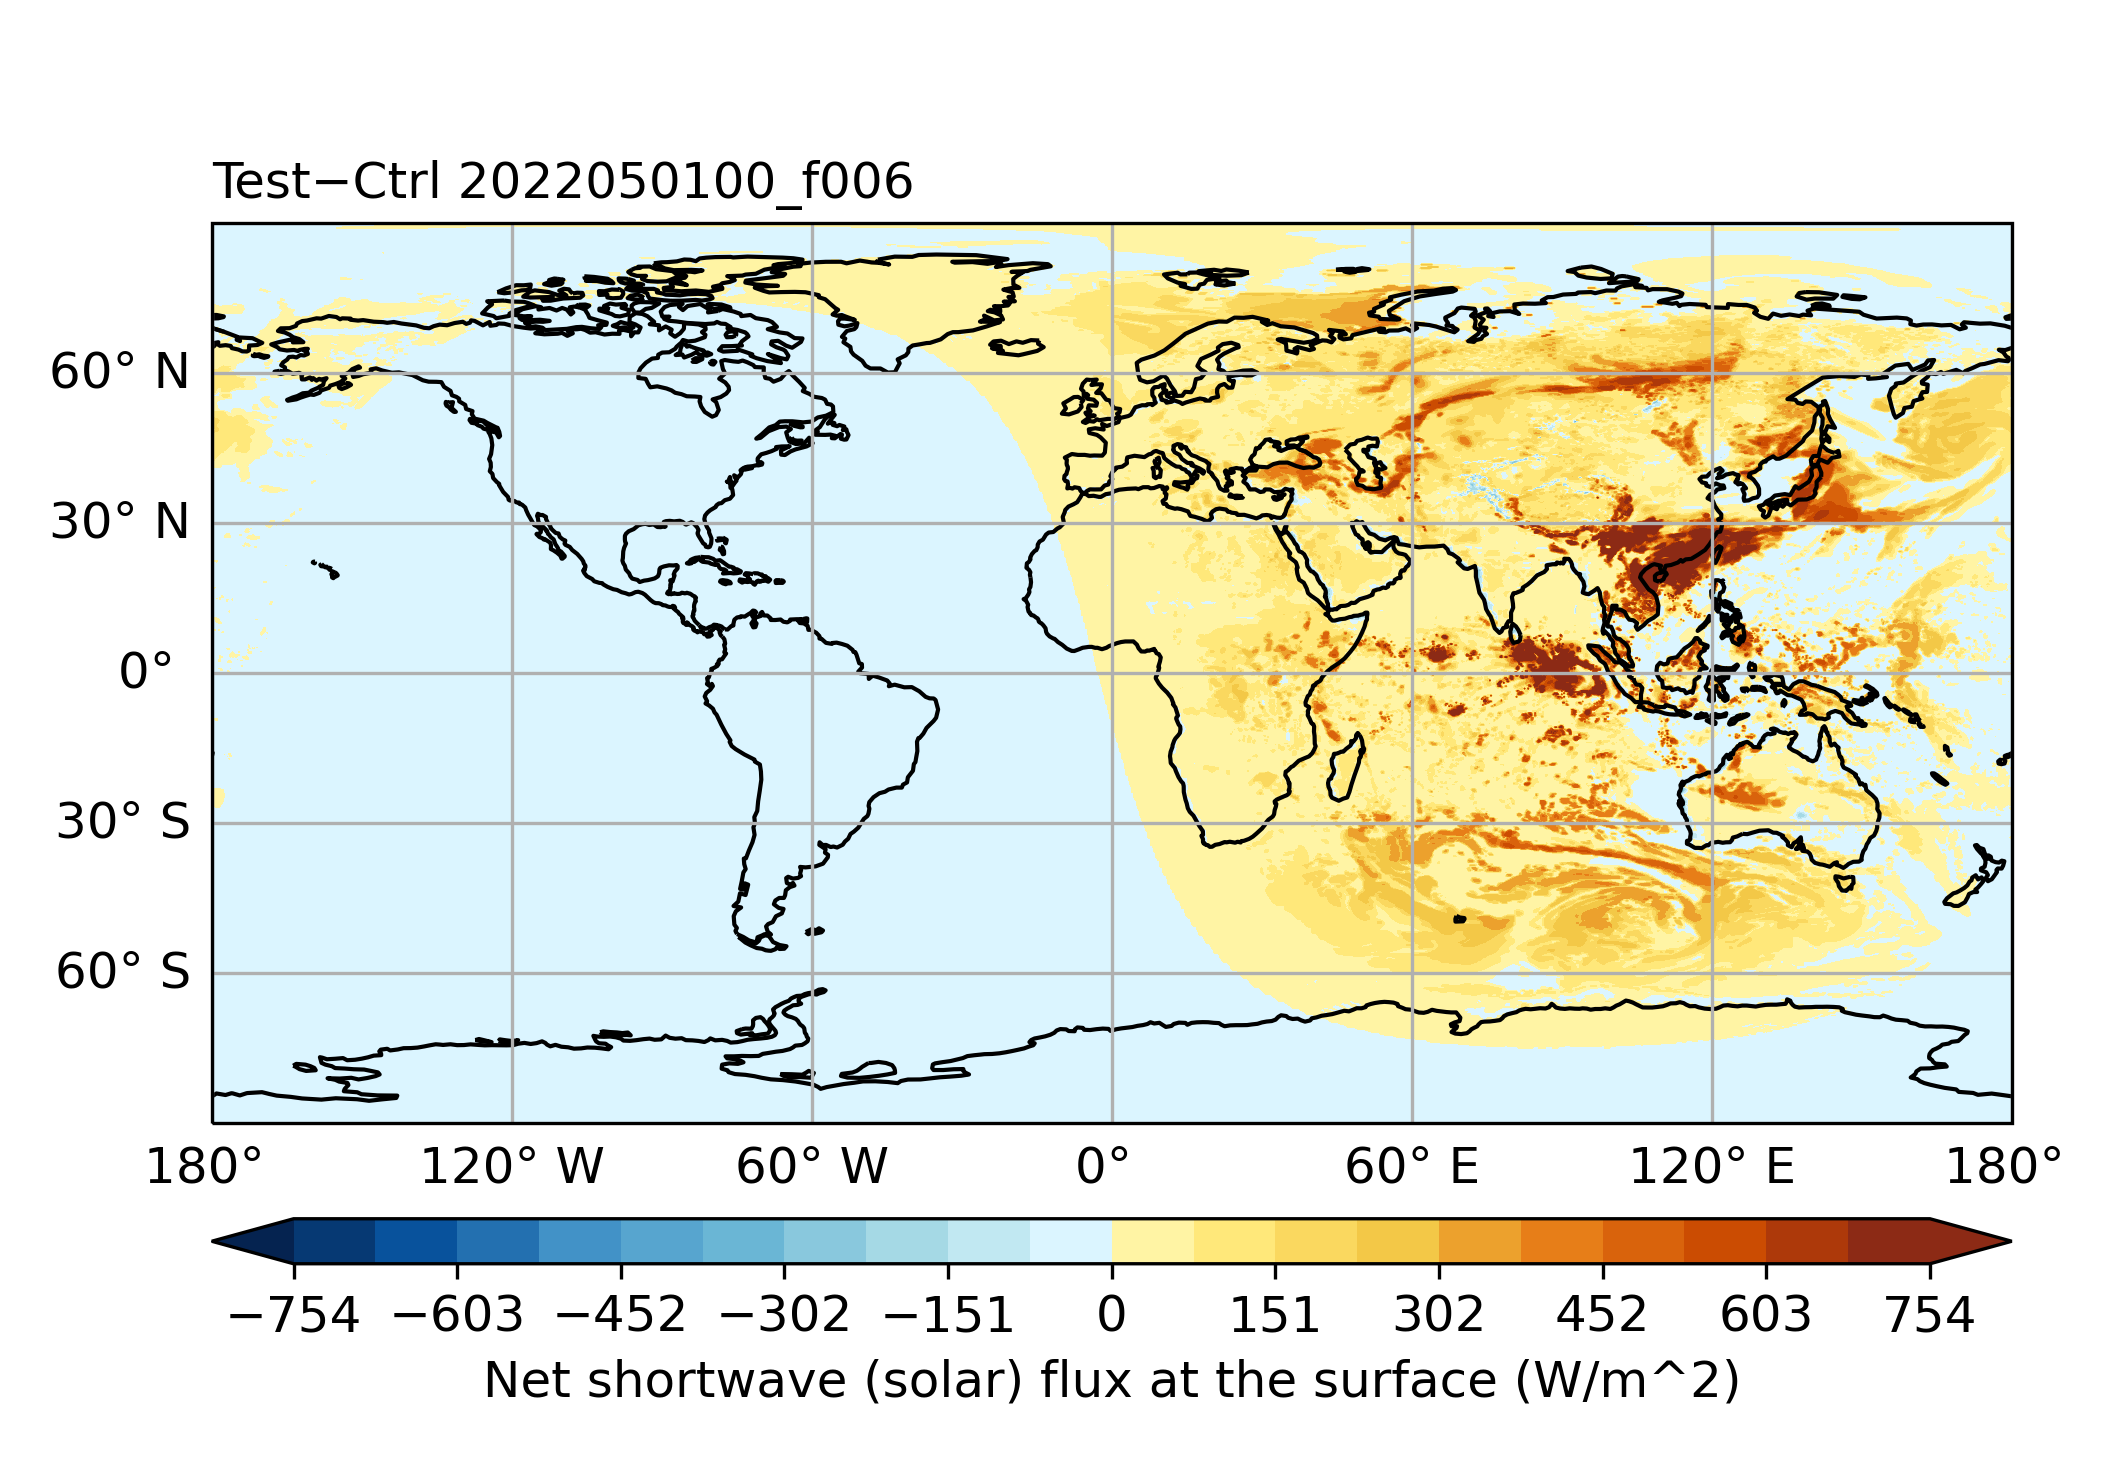 Test−Ctrl 2022050100_f006
60° N
30° N
0°
30° S
60° S
180° 120° W 60° W 0° 60° E 120° E 180°
−754 −603 −452 −302 −151 0 151 302 452 603 754
Net shortwave (solar) flux at the surface (W/m^2)